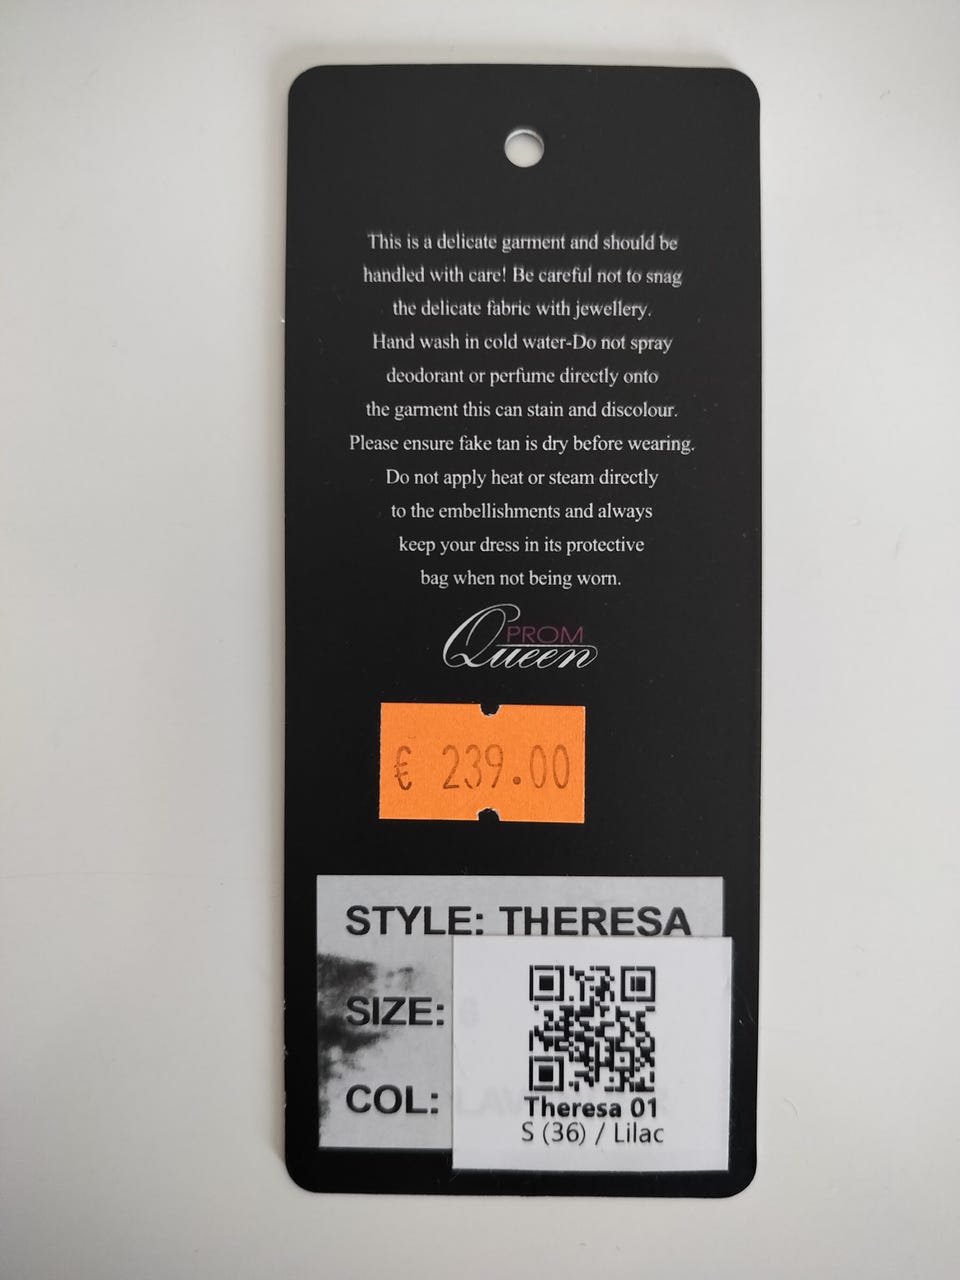 This is a delicate garment and should be
handled with care! Be careful not to snag
the delicate fabric with jewellery.
Hand wash in cold water-Do not spray
deodorant or perfume directly onto
the garment this can stain and discolour.
Please ensure fake tan is dry before wearing.
Do not apply heat or steam directly
to the embellishments and always
keep your dress in its protective
bag when not being worn.
PROM
Queen
€ 239.00
STYLE: THERESA
SIZE:
COL:
Theresa 01
S (36) / Lilac